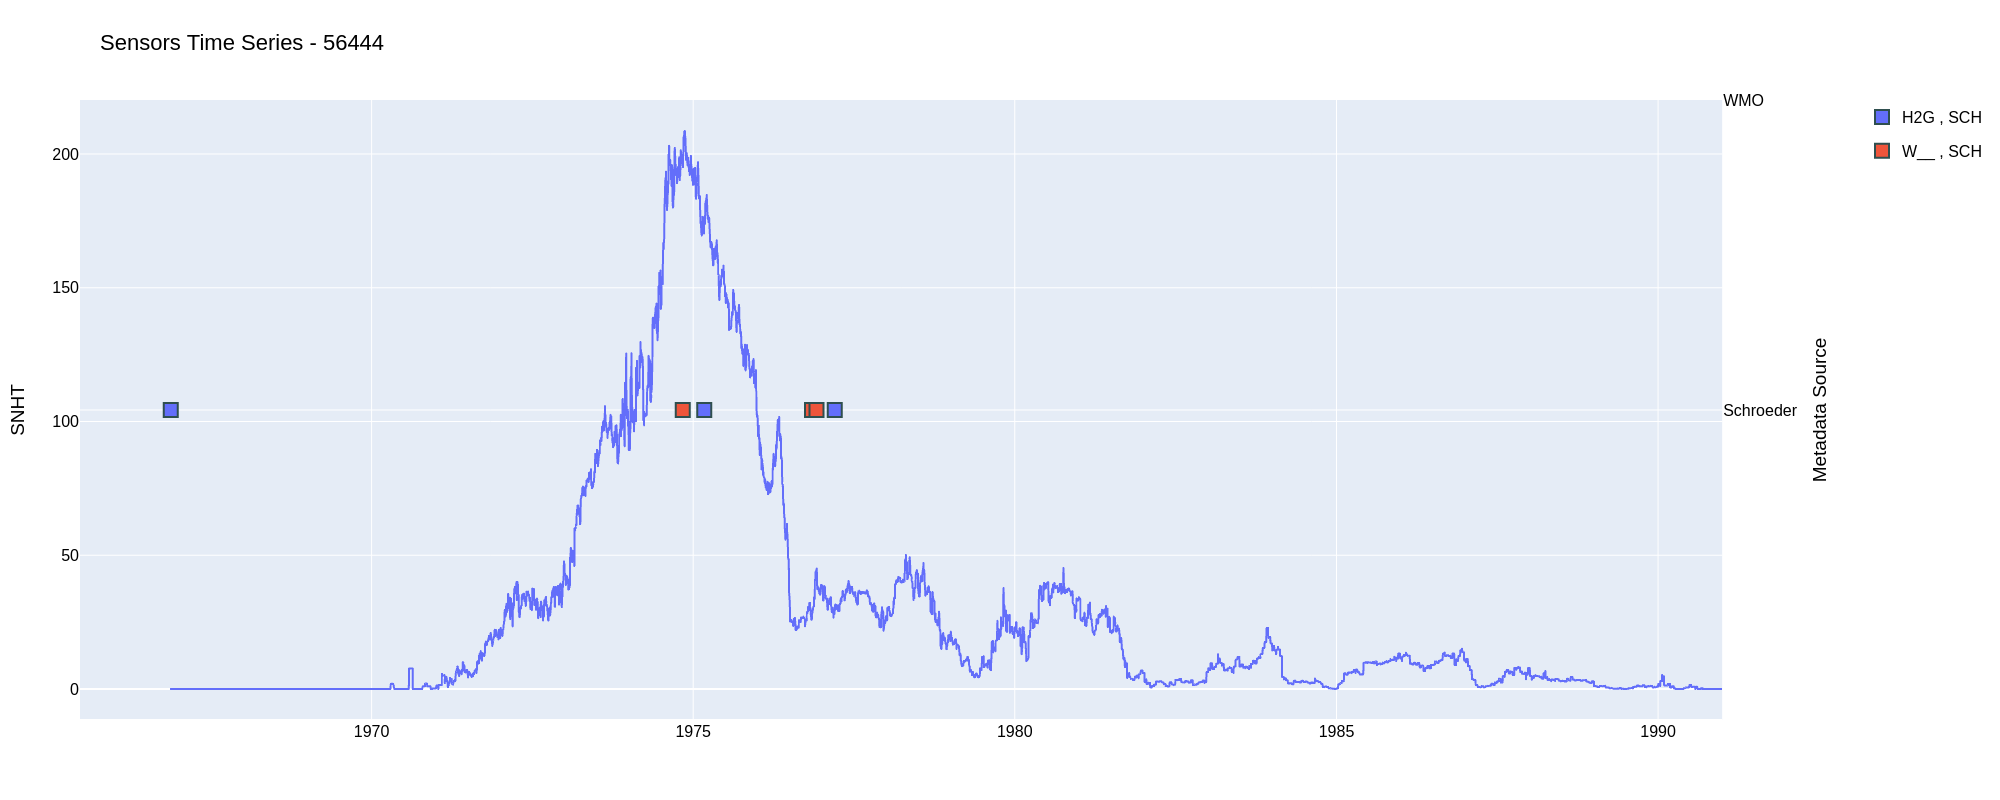 Sensors Time Series - 56444
WMO
H2G , SCH
W__ , SCH
200
150
100
50
0
SNHT
Schroeder
Metadata Source
1970
1975
1980
1985
1990